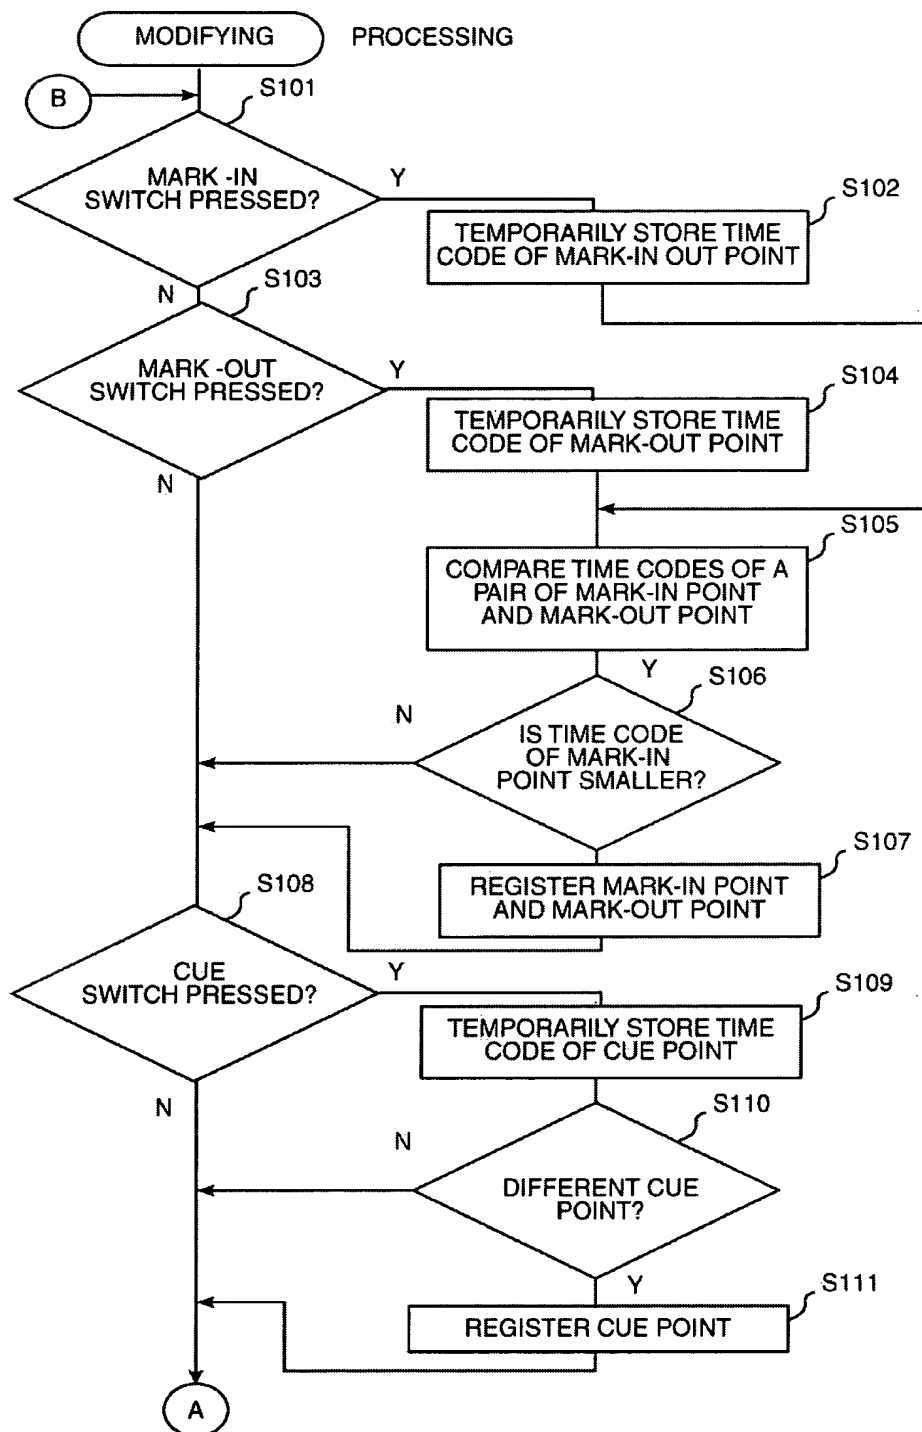 MODIFYING PROCESSING
B
S101
MARK -IN
SWITCH PRESSED?
Y
S102
TEMPORARILY STORE TIME
CODE OF MARK-IN OUT POINT
N
S103
MARK -OUT
SWITCH PRESSED?
Y
S104
TEMPORARILY STORE TIME
CODE OF MARK-OUT POINT
N
S105
COMPARE TIME CODES OF A
PAIR OF MARK-IN POINT
AND MARK-OUT POINT
Y
S106
N
IS TIME CODE
OF MARK-IN
POINT SMALLER?
S107
REGISTER MARK-IN POINT
AND MARK-OUT POINT
S108
CUE
SWITCH PRESSED?
Y
S109
TEMPORARILY STORE TIME
CODE OF CUE POINT
N
S110
N
DIFFERENT CUE
POINT?
Y
S111
REGISTER CUE POINT
A